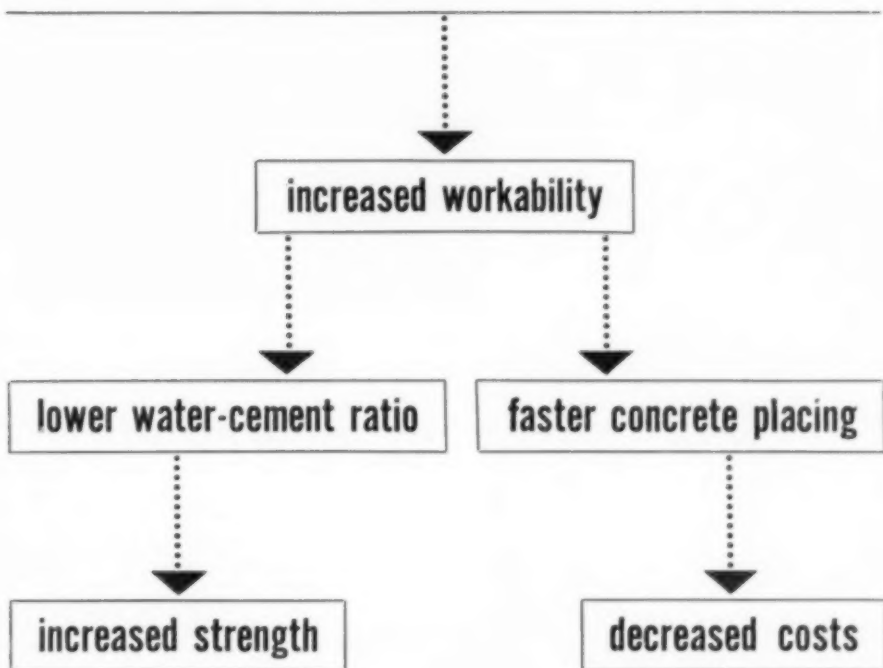 increased workability
lower water-cement ratio
faster concrete placing
increased strength
decreased costs